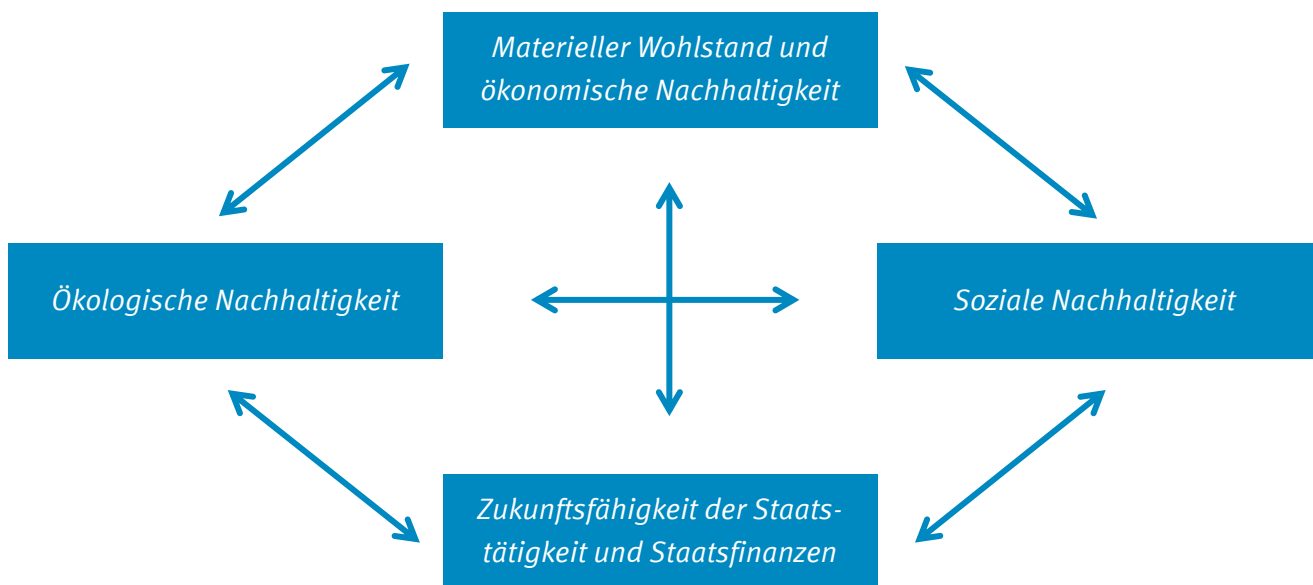 Materieller Wohlstand und
ökonomische Nachhaltigkeit
Ökologische Nachhaltigkeit
Soziale Nachhaltigkeit
Zukunftsfähigkeit der Staats-
tätigkeit und Staatsfinanzen